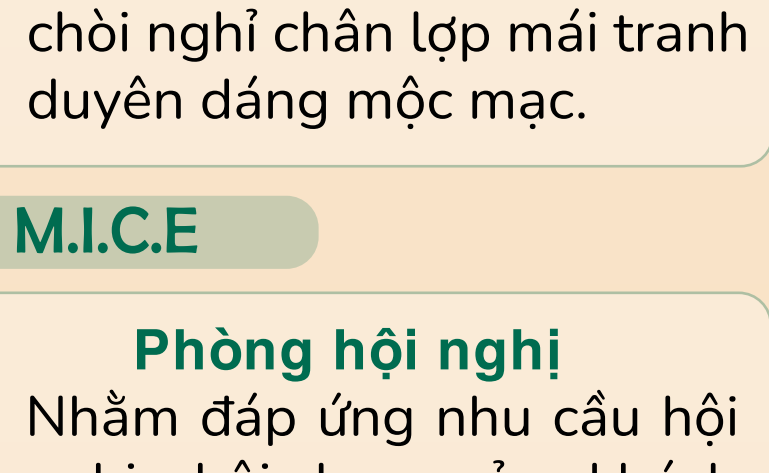 chòi nghỉ chân lợp mái tranh
duyên dáng mộc mạc.
M.I.C.E
Phòng hội nghị
Nhằm đáp ứng nhu cầu hội